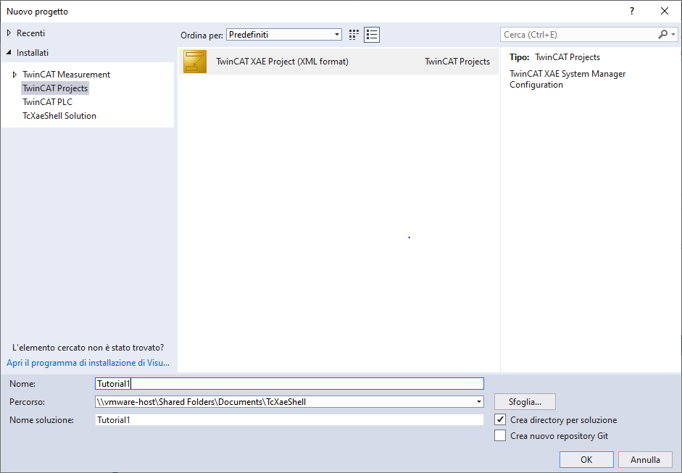 Nuovo progetto
? ×
Recenti
Installati
TwinCAT Measurement
TwinCAT Projects
TwinCAT PLC
TcXaeShell Solution
L'elemento cercato non è stato trovato?
Apri il programma di installazione di Visu...
Ordina per: Predefiniti
TwinCAT XAE Project (XML format) TwinCAT Projects
Cerca (Ctrl+E)
Tipo: TwinCAT Projects
TwinCAT XAE System Manager
Configuration
Nome: Tutorial1
Percorso: \\vmware-host\Shared Folders\Documents\TcXaeShell Sfoglia...
Nome soluzione: Tutorial1
Crea directory per soluzione
Crea nuovo repository Git
OK Annulla